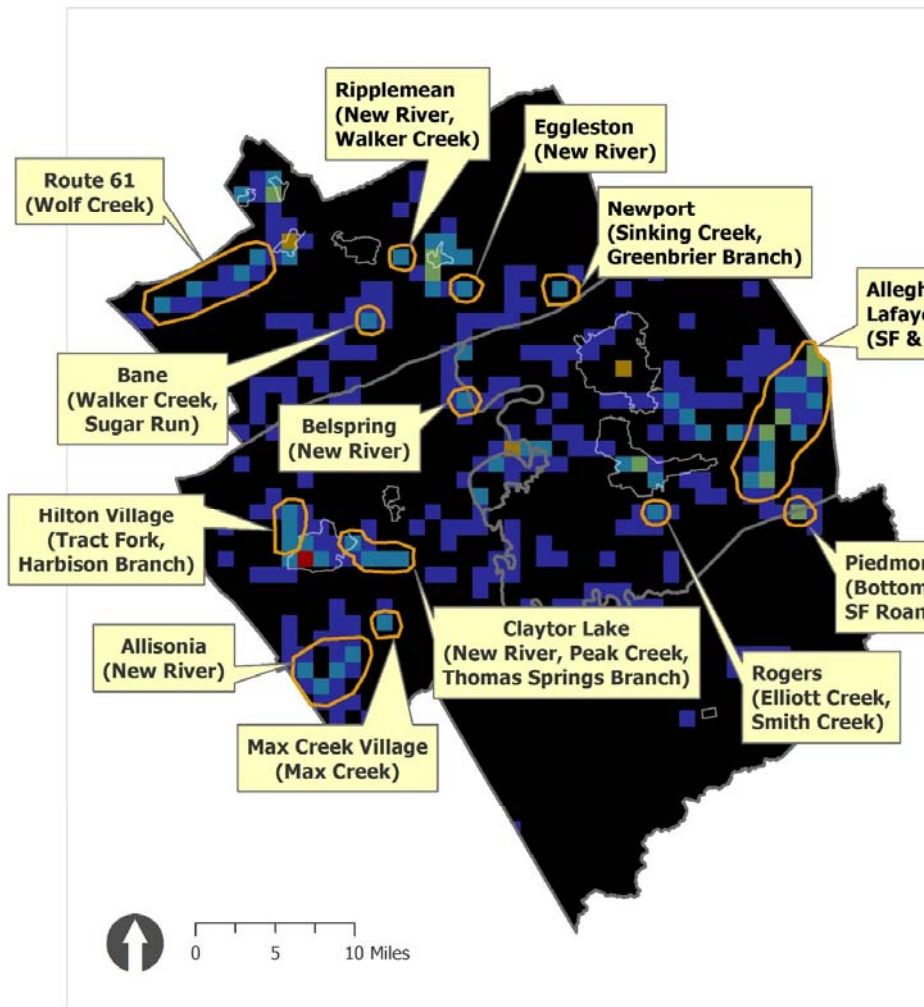 Ripplemean
(New River,
Walker Creek)
Eggleston
(New River)
Route 61
(Wolf Creek)
Newport
(Sinking Creek,
Greenbrier Branch)
(SF &
Bane
(Walker Creek,
Sugar Run)
Belspring
(New River)
Hilton Village
(Tract Fork,
Harbison Branch)
(Bottom
Allisonia
(New River)
Claytor Lake
(New River, Peak Creek,
Thomas Springs Branch)
Rogers
(Elliott Creek,
Smith Creek)
Max Creek Village
(Max Creek)
0 5 10 Miles